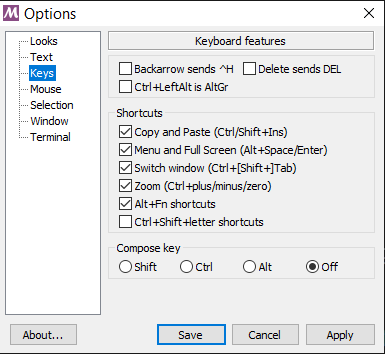 Options
Looks
Text
Keys
Mouse
Selection
Window
Terminal
Keyboard features
Backarrow sends ^H Delete sends DEL
Ctrl+LeftAlt is AltGr
Shortcuts
Copy and Paste (Ctrl/Shift+Ins)
Menu and Full Screen (Alt+Space/Enter)
Switch window (Ctrl+[Shift+]Tab)
Zoom (Ctrl+plus/minus/zero)
Alt+Fn shortcuts
Ctrl+Shift+letter shortcuts
Compose key
Shift Ctrl Alt Off
About... Save Cancel Apply